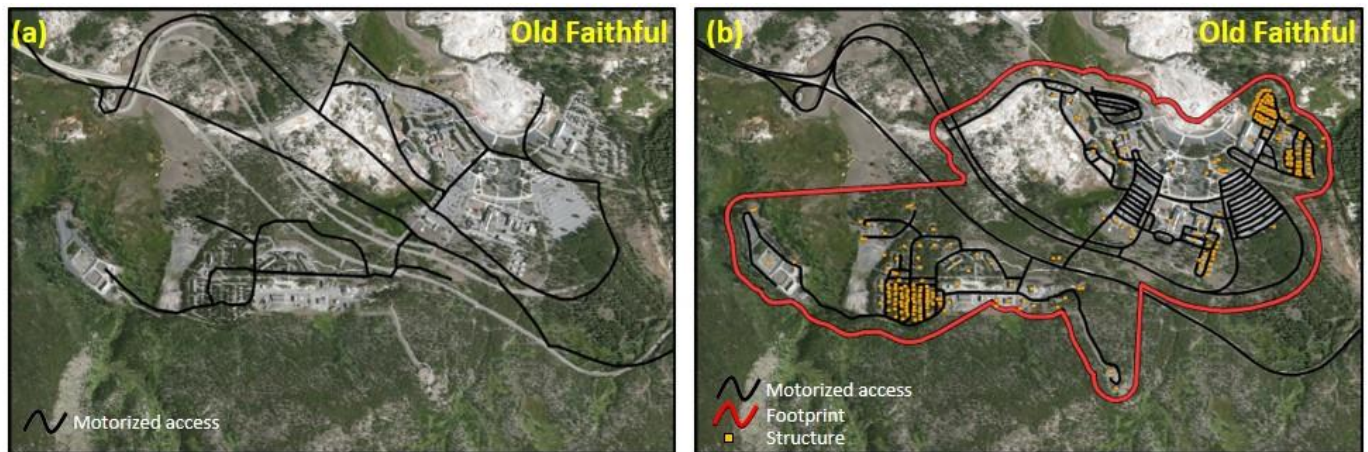 (a)
Old Faithful
Motorized access
(b)
Old Faithful
Motorized access
Footprint
Structure